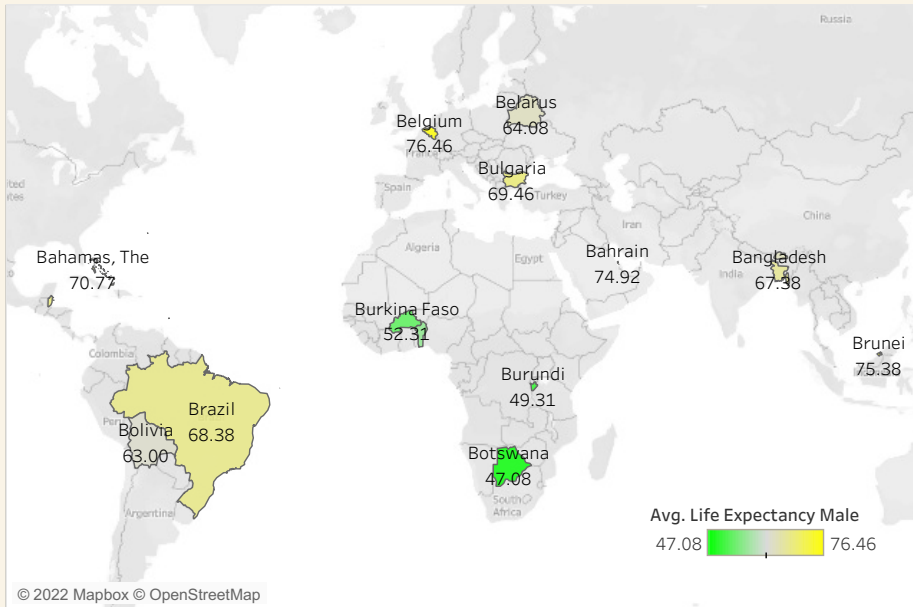 Russia
Belarus
64.08
Belgium
76.46
France
Bulgaria
69.46
Spain
Turkey
United
States
China
Iran
Algeria
Egypt
Bahrain
74.92
Bangladesh
67.38
India
Bahamas, The
70.77
Burkina Faso
52.31
Colombia
Brunei
75.38
Burundi
49.31
Brazil
68.38
Bolivia
63.00
Botswana
47.08
South
Africa
Argentina
Avg. Life Expectancy Male
47.08
76.46
© 2022 Mapbox © OpenStreetMap